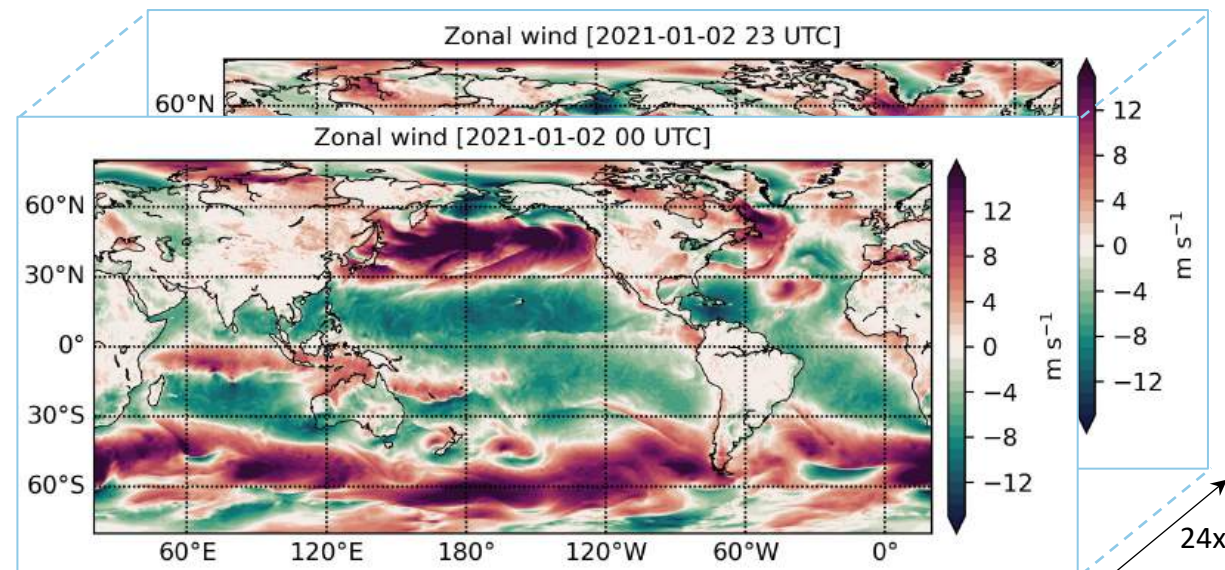 Zonal wind [2021-01-02 23 UTC]
60°N
12
8
4
0
−4
−8
−12
m s⁻¹
Zonal wind [2021-01-02 00 UTC]
60°N
30°N
0°
30°S
60°S
60°E 120°E 180° 120°W 60°W 0°
12
8
4
0
−4
−8
−12
m s⁻¹
24x